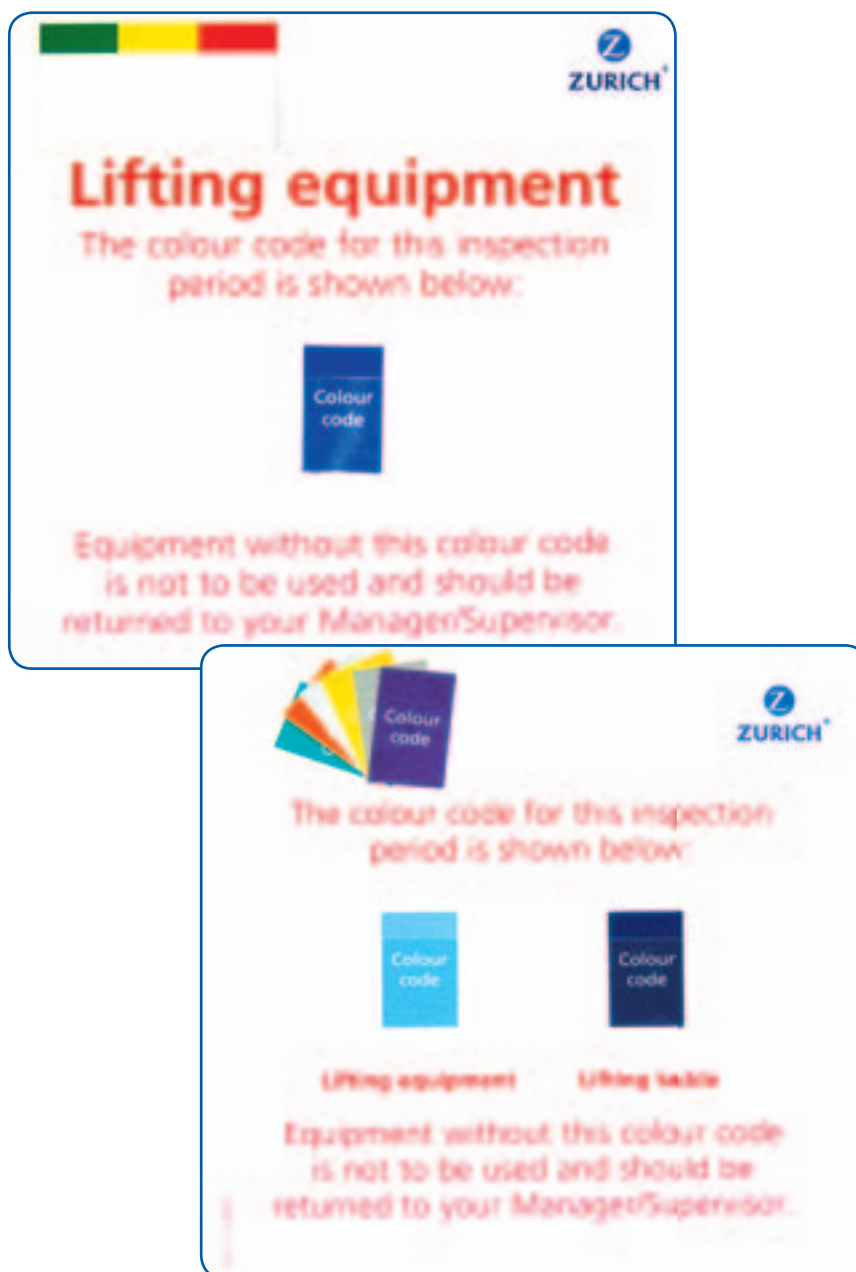 Z
ZURICH®
Lifting equipment
The colour code for this inspection
period is shown below:
Colour
code
Equipment without this colour code
is not to be used and should be
returned to your Manager/Supervisor.
Colour
code
Z
ZURICH®
The colour code for this inspection
period is shown below:
Colour
code
Colour
code
Lifting equipment
Lifting tackle
Equipment without this colour code
is not to be used and should be
returned to your Manager/Supervisor.